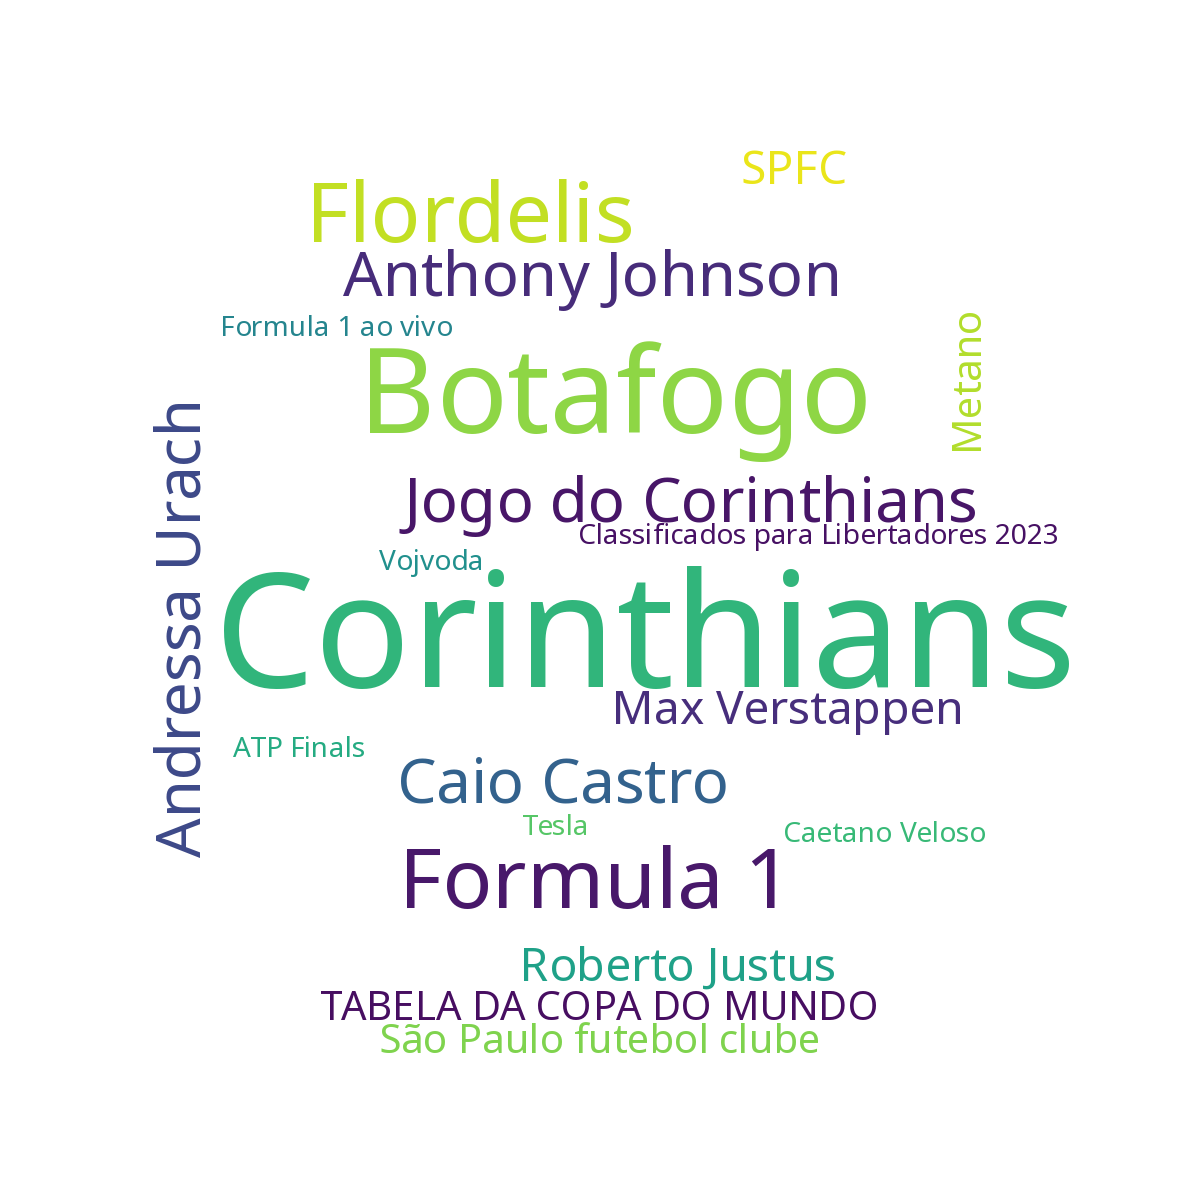 SPFC
Flordelis
Anthony Johnson
Formula 1 ao vivo
Metano
Botafogo
Andressa Urach
Jogo do Corinthians
Classificados para Libertadores 2023
Vojvoda
Corinthians
Max Verstappen
ATP Finals
Caio Castro
Tesla
Caetano Veloso
Formula 1
Roberto Justus
TABELA DA COPA DO MUNDO
São Paulo futebol clube